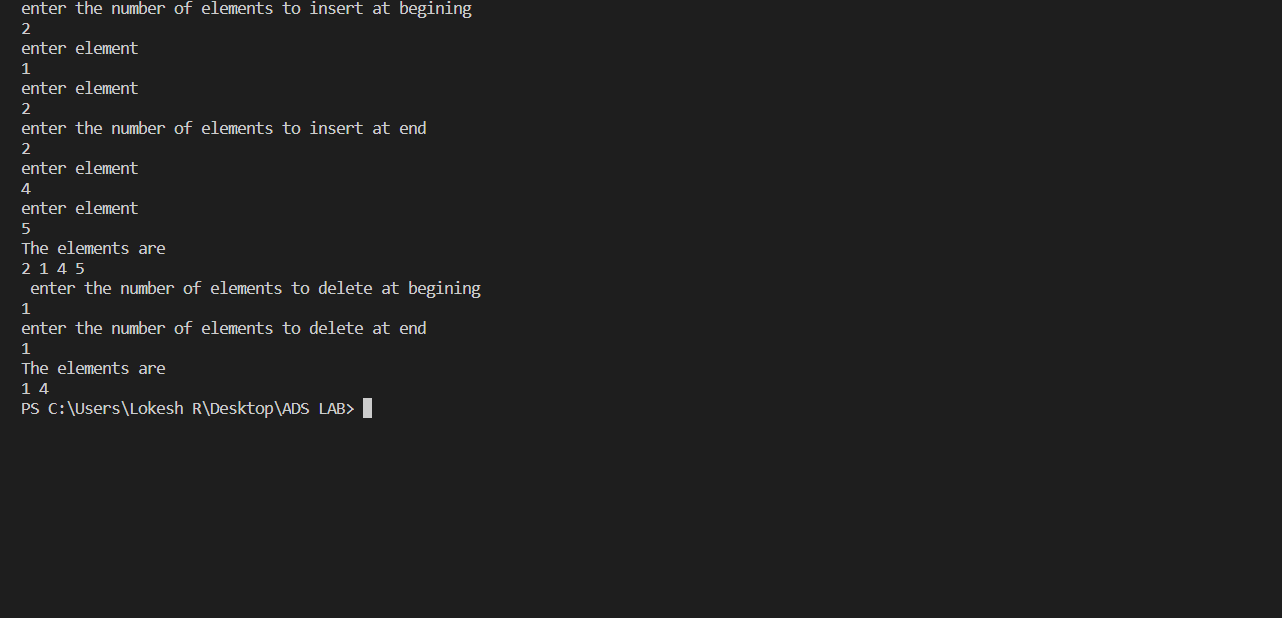 enter the number of elements to insert at begining
2
enter element
1
enter element
2
enter the number of elements to insert at end
2
enter element
4
enter element
5
The elements are
2 1 4 5
 enter the number of elements to delete at begining
1
enter the number of elements to delete at end
1
The elements are
1 4
PS C:\Users\Lokesh R\Desktop\ADS LAB>